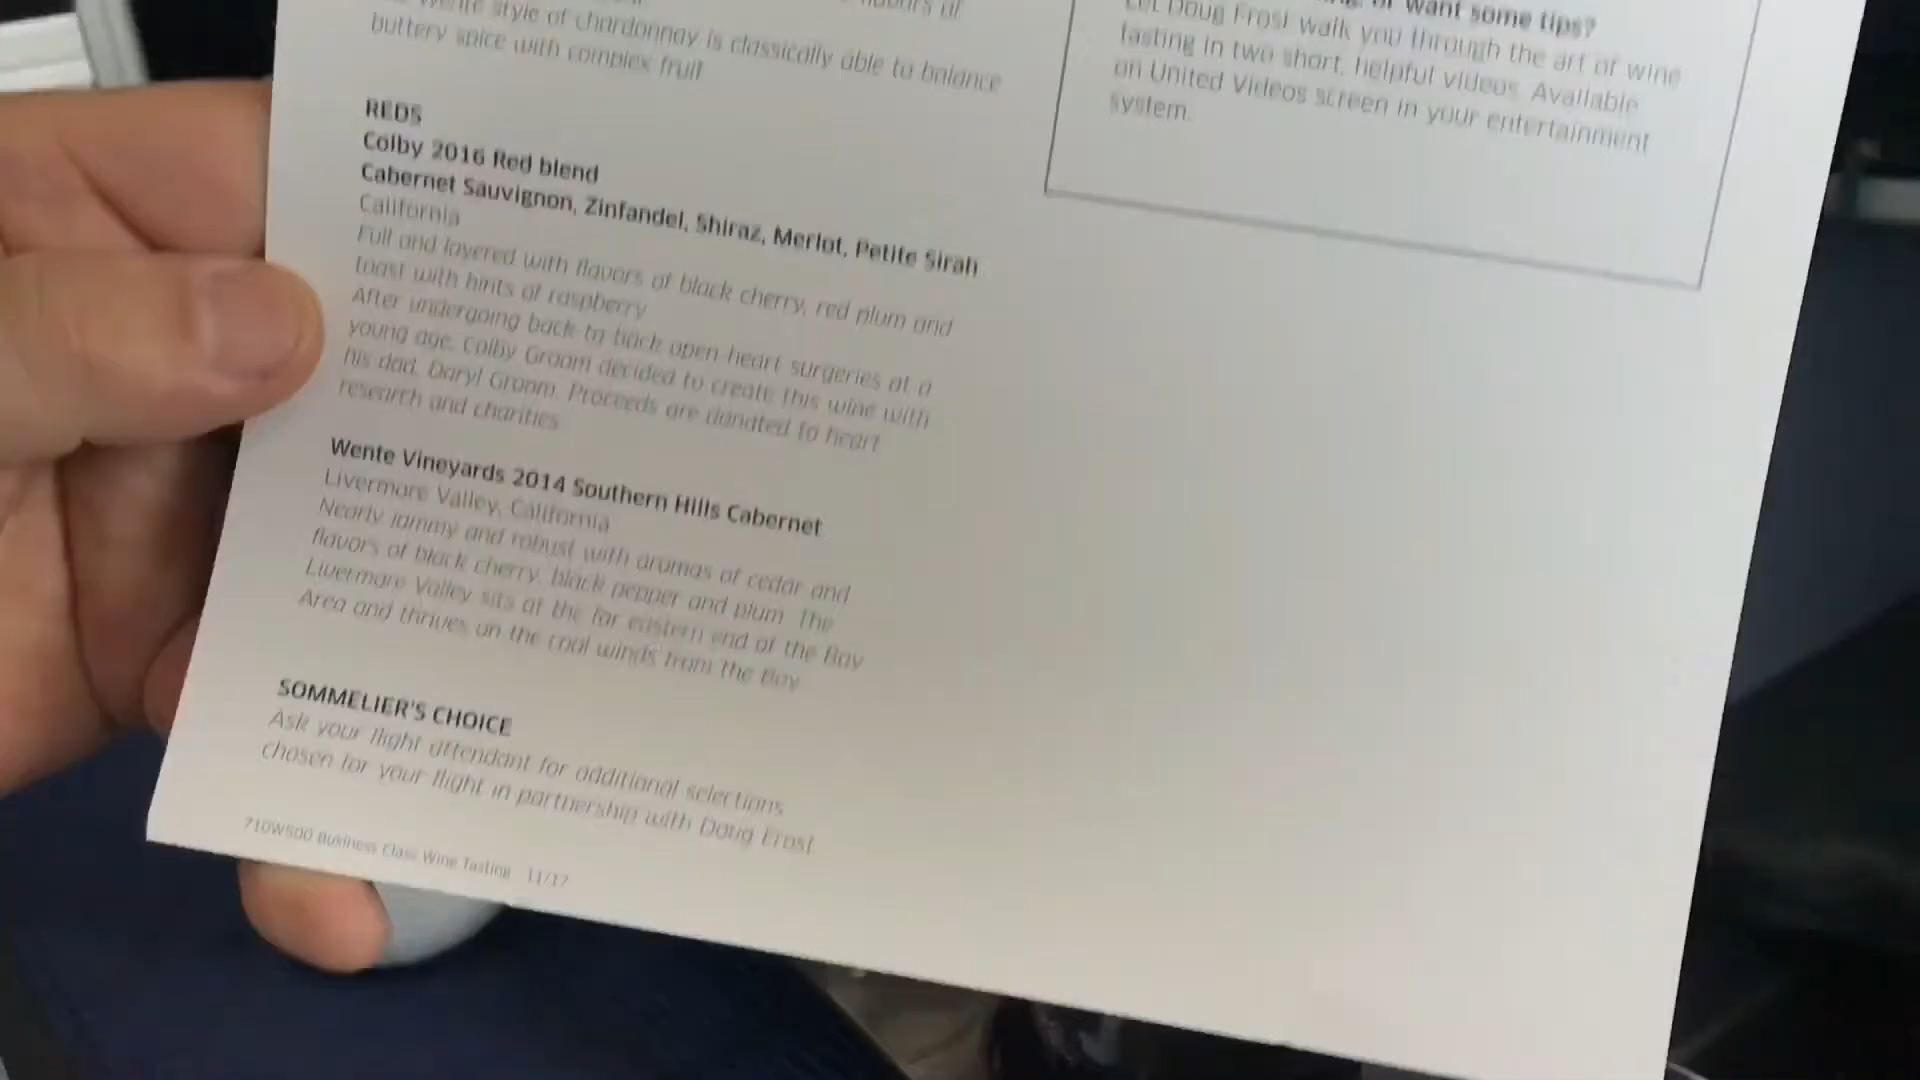 style of chardonnay is classically able to balance
buttery spice with complex fruit
REDS
Colby 2016 Red blend
Cabernet Sauvignon, Zinfandel, Shiraz, Merlot, Petite Sirah
California
Full and layered with flavors of black cherry, red plum and
toast with hints of raspberry
After undergoing back to back open heart surgeries at a
young age, Colby Groom decided to create this wine with
his dad, Daryl Groom. Proceeds are donated to heart
research and charities
Wente Vineyards 2014 Southern Hills Cabernet
Livermore Valley, California
Nearly jammy and robust with aromas of cedar and
flavors of black cherry, black pepper and plum. The
Livermore Valley sits at the far eastern end of the Bay
Area and thrives on the cool winds from the Bay
SOMMELIER'S CHOICE
Ask your flight attendant for additional selections
chosen for your flight in partnership with Doug Frost
710W500 Business Class Wine Tasting 11/17
or want some tips?
Let Doug Frost walk you through the art of wine
tasting in two short, helpful videos. Available
on United Videos screen in your entertainment
system.